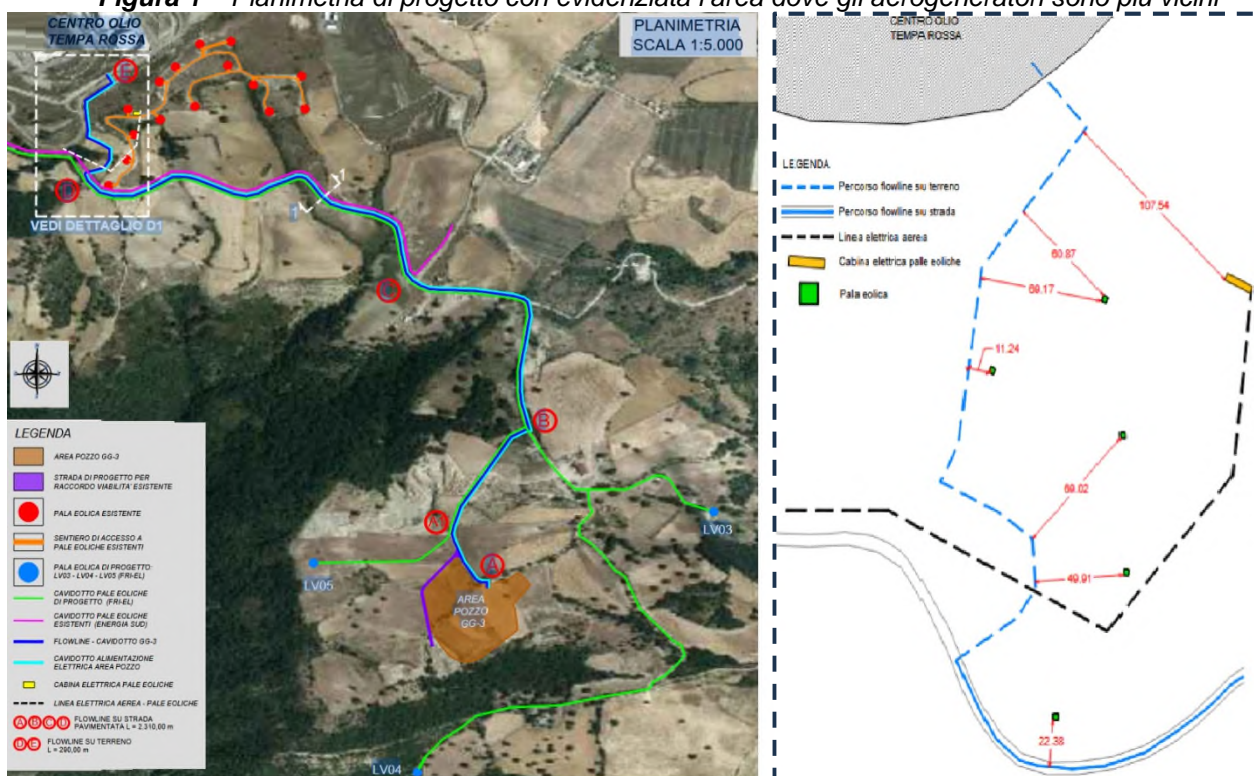 Figura 1 – Planimetria di progetto con evidenziata l'area dove gli aerogeneratori sono più vicini
CENTRO OLIO
TEMPA ROSSA
PLANIMETRIA
SCALA 1:5.000
E
D
VEDI DETTAGLIO D1
1
1
C
B
A1
A
LV03
LV05
LV04
AREA
POZZO
GG-3
LEGENDA
AREA POZZO GG-3
STRADA DI PROGETTO PER
RACCORDO VIABILITA' ESISTENTE
PALA EOLICA ESISTENTE
SENTIERO DI ACCESSO A
PALE EOLICHE ESISTENTI
PALA EOLICA DI PROGETTO:
LV03 - LV04 - LV05 (FRI-EL)
CAVIDOTTO PALE EOLICHE
DI PROGETTO (FRI-EL)
CAVIDOTTO PALE EOLICHE
ESISTENTI (ENERGIA SUD)
FLOWLINE - CAVIDOTTO GG-3
CAVIDOTTO ALIMENTAZIONE
ELETTRICA AREA POZZO
CABINA ELETTRICA PALE EOLICHE
LINEA ELETTRICA AEREA - PALE EOLICHE
A B C D FLOWLINE SU STRADA
PAVIMENTATA L = 2.310,00 m
D E FLOWLINE SU TERRENO
L = 290,00 m
CENTRO OLIO
TEMPA ROSSA
LEGENDA
Percorso flowline su terreno
Percorso flowline su strada
Linea elettrica aerea
Cabina elettrica palle eoliche
Pala eolica
107.54
60.87
69.17
11.24
69.02
49.91
22.38